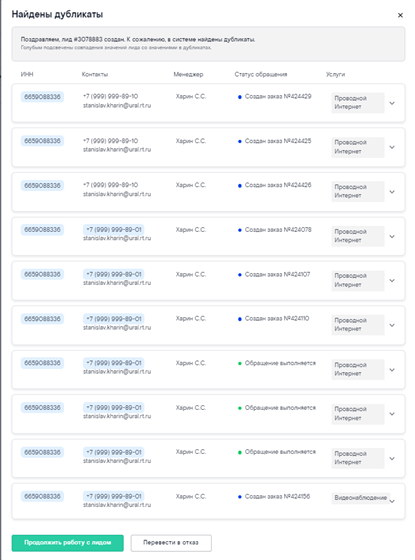 Найдены дубликаты
Поздравляем, лид #3078883 создан. К сожалению, в системе найдены дубликаты.
Голубым подсвечены совпадения значений лида со значениями в дубликатах.
ИНН Контакты Менеджер Статус обращения Услуги
6659088336 +7 (999) 999-89-10 Харин С.С. Создан заказ №424429 Проводной
stanislav.kharin@ural.rt.ru Интернет
6659088336 +7 (999) 999-89-10 Харин С.С. Создан заказ №424425 Проводной
stanislav.kharin@ural.rt.ru Интернет
6659088336 +7 (999) 999-89-10 Харин С.С. Создан заказ №424426 Проводной
stanislav.kharin@ural.rt.ru Интернет
6659088336 +7 (999) 999-89-01 Харин С.С. Создан заказ №424078 Проводной
stanislav.kharin@ural.rt.ru Интернет
6659088336 +7 (999) 999-89-01 Харин С.С. Создан заказ №424107 Проводной
stanislav.kharin@ural.rt.ru Интернет
6659088336 +7 (999) 999-89-01 Харин С.С. Создан заказ №424110 Проводной
stanislav.kharin@ural.rt.ru Интернет
6659088336 +7 (999) 999-89-01 Харин С.С. Обращение выполняется Проводной
stanislav.kharin@ural.rt.ru Интернет
6659088336 +7 (999) 999-89-01 Харин С.С. Обращение выполняется Проводной
stanislav.kharin@ural.rt.ru Интернет
6659088336 +7 (999) 999-89-01 Харин С.С. Обращение выполняется Проводной
stanislav.kharin@ural.rt.ru Интернет
6659088336 +7 (999) 999-89-01 Харин С.С. Создан заказ №424156 Видеонаблюдение
stanislav.kharin@ural.rt.ru
Продолжить работу с лидом Перевести в отказ